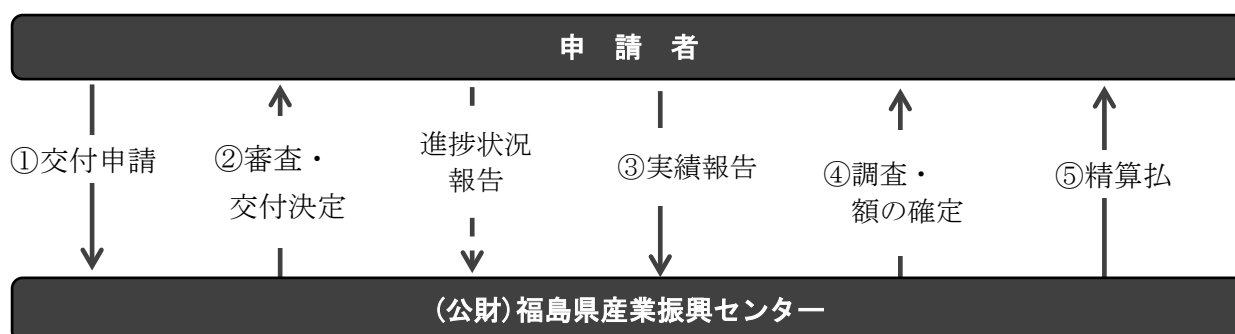 申 請 者
①交付申請
②審査・
交付決定
進捗状況
報告
③実績報告
④調査・
額の確定
⑤精算払
(公財)福島県産業振興センター